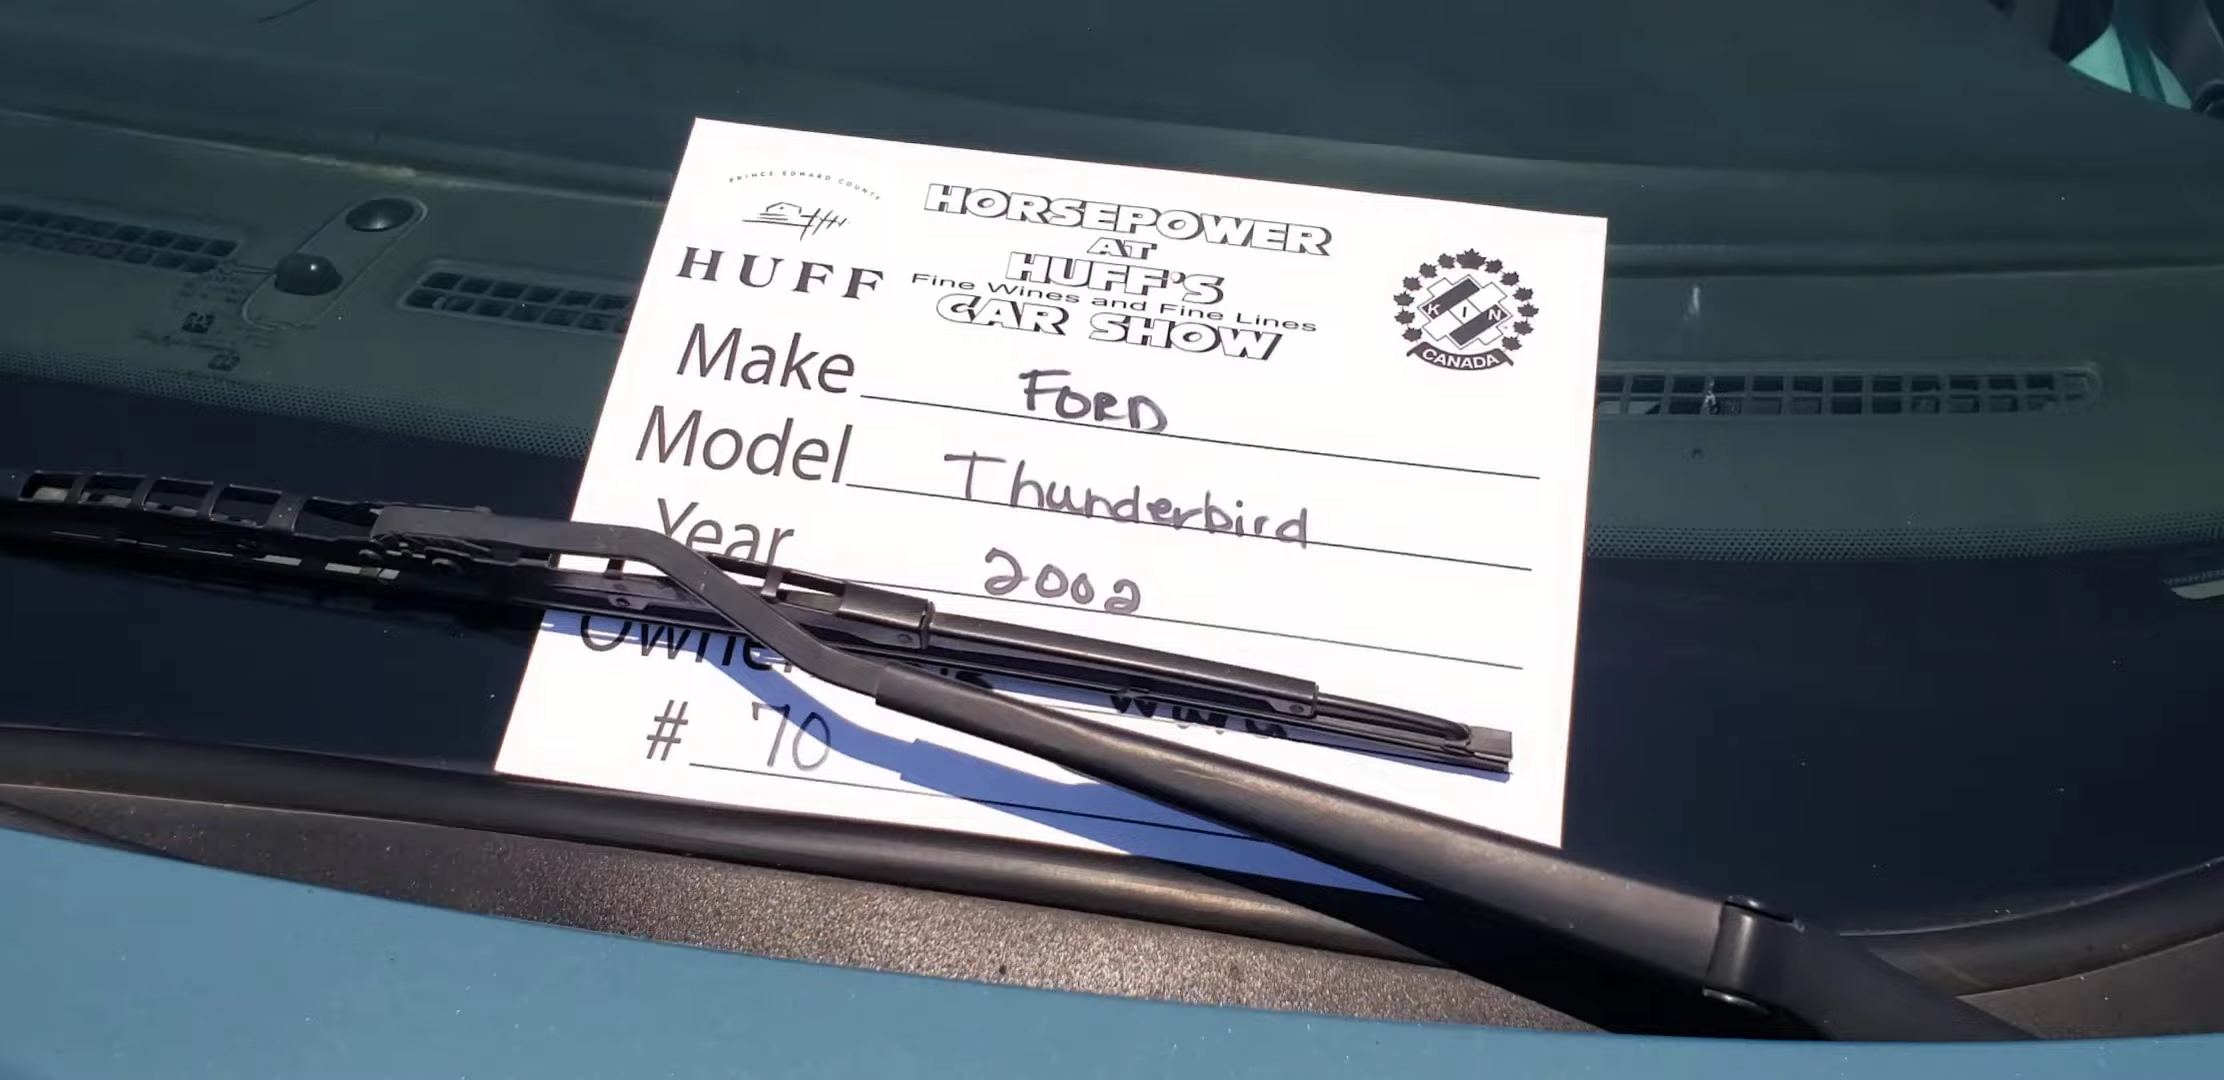 PRINCE EDWARD COUNTY
HUFF
HORSEPOWER
AT
HUFF'S
Fine Wines and Fine Lines
CAR SHOW
KIN
CANADA
Make FORD
Model Thunderbird
Year 2002
Owner
# 70